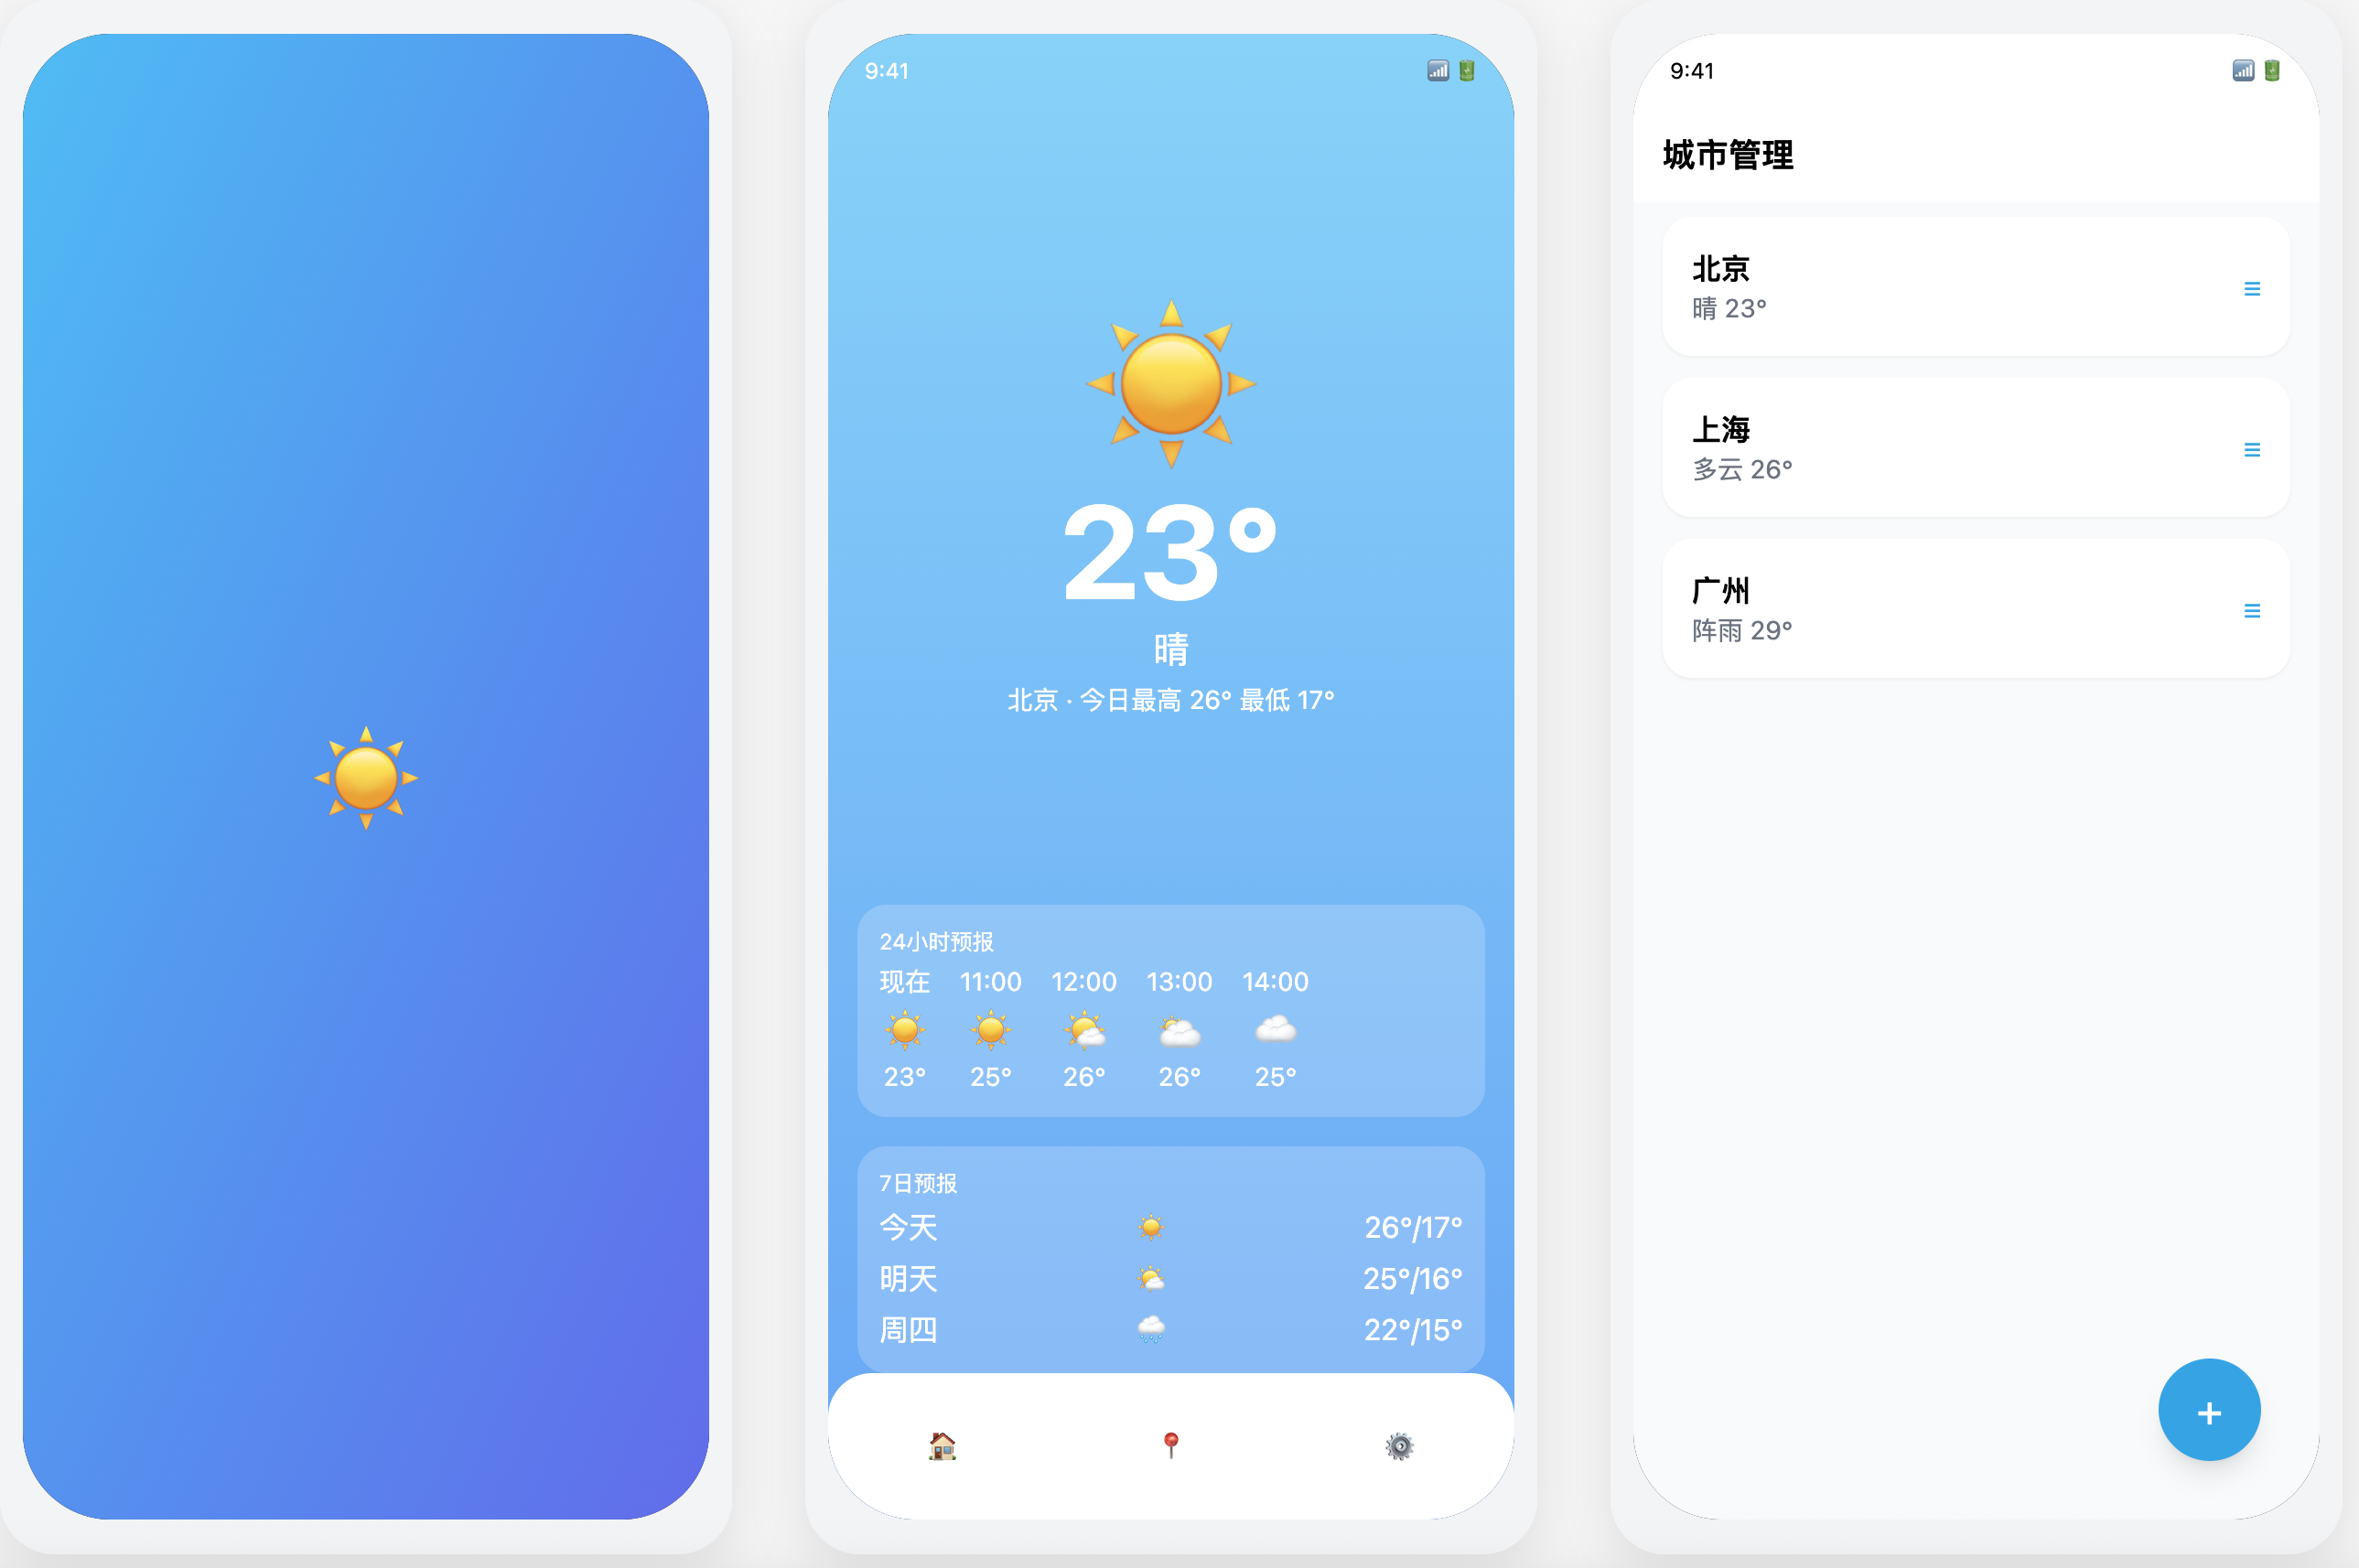 9:41
23°
晴
北京 · 今日最高 26° 最低 17°
24小时预报
现在 11:00 12:00 13:00 14:00
23° 25° 26° 26° 25°
7日预报
今天 26°/17°
明天 25°/16°
周四 22°/15°
9:41
城市管理
北京
晴 23°
上海
多云 26°
广州
阵雨 29°
+